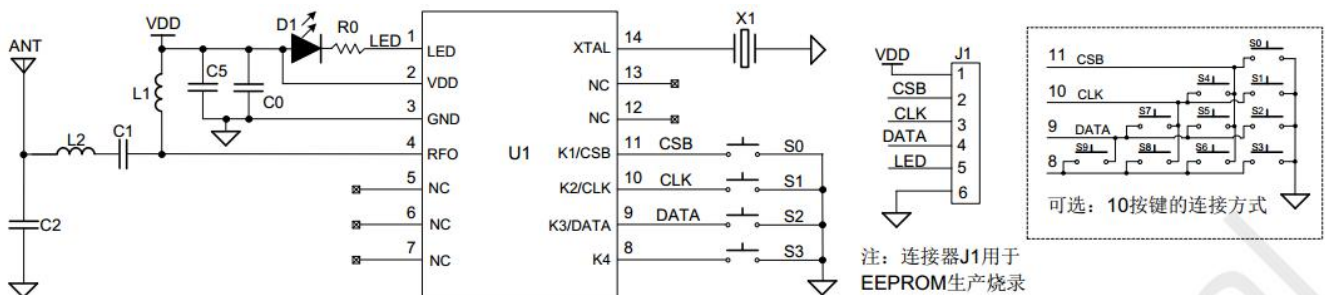 ANT
VDD
D1
R0
LED
1
LED
C5
C0
L1
2
VDD
3
GND
L2
C1
4
RFO
C2
5
NC
6
NC
7
NC
U1
X1
14
XTAL
13
NC
12
NC
11
K1/CSB
CSB
S0
10
K2/CLK
CLK
S1
9
K3/DATA
DATA
S2
8
K4
S3
VDD
J1
1
CSB
2
CLK
3
DATA
4
LED
5
6
注：连接器J1用于
EEPROM生产烧录
S0
11 CSB
S4 S1
10 CLK
S7 S5 S2
9 DATA
S9 S8 S6 S3
8
可选：10按键的连接方式